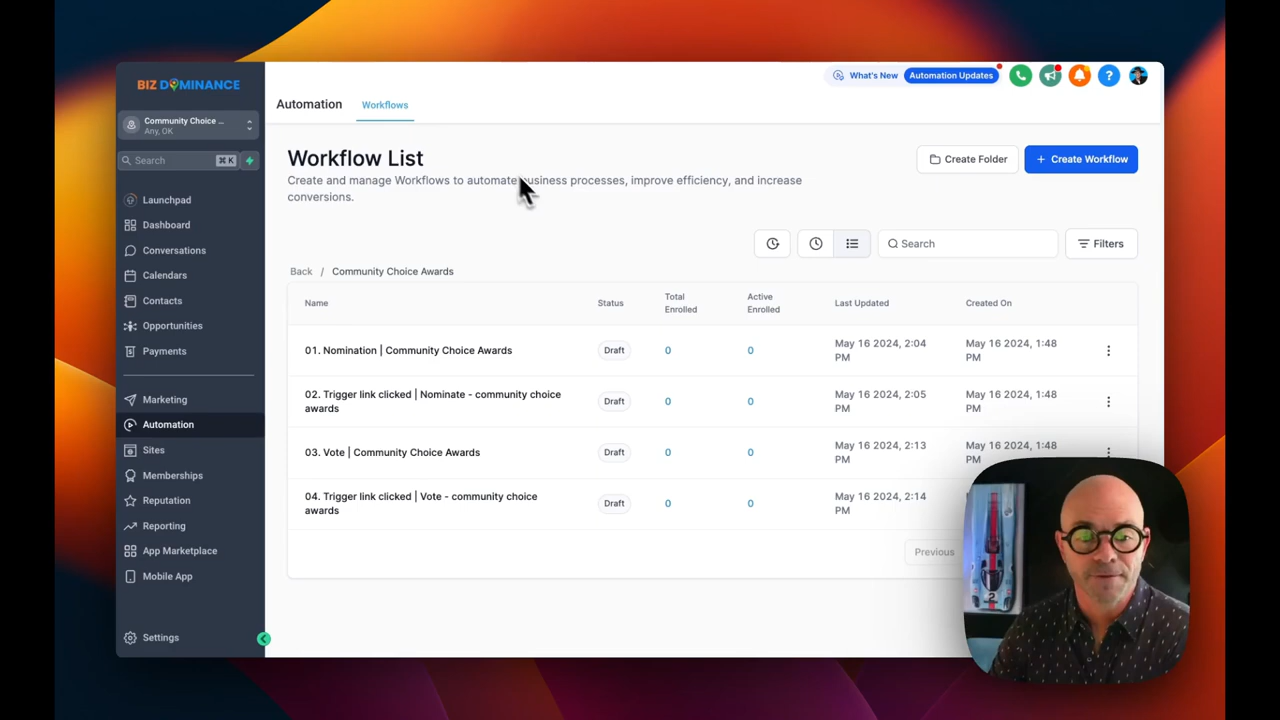 BIZ DOMINANCE
What's New
Automation Updates
Community Choice ...
Any, OK
Automation
Workflows
Search
⌘ K
Workflow List
Create Folder
+ Create Workflow
Create and manage Workflows to automate business processes, improve efficiency, and increase
conversions.
Launchpad
Dashboard
Conversations
Calendars
Contacts
Opportunities
Payments
Marketing
Automation
Sites
Memberships
Reputation
Reporting
App Marketplace
Mobile App
Settings
Search
Filters
Back / Community Choice Awards
Name
Status
Total
Enrolled
Active
Enrolled
Last Updated
Created On
01. Nomination | Community Choice Awards
Draft
0
0
May 16 2024, 2:04
PM
May 16 2024, 1:48
PM
02. Trigger link clicked | Nominate - community choice
awards
Draft
0
0
May 16 2024, 2:05
PM
May 16 2024, 1:48
PM
03. Vote | Community Choice Awards
Draft
0
0
May 16 2024, 2:13
PM
May 16 2024, 1:48
PM
04. Trigger link clicked | Vote - community choice
awards
Draft
0
0
May 16 2024, 2:14
PM
Previous
2